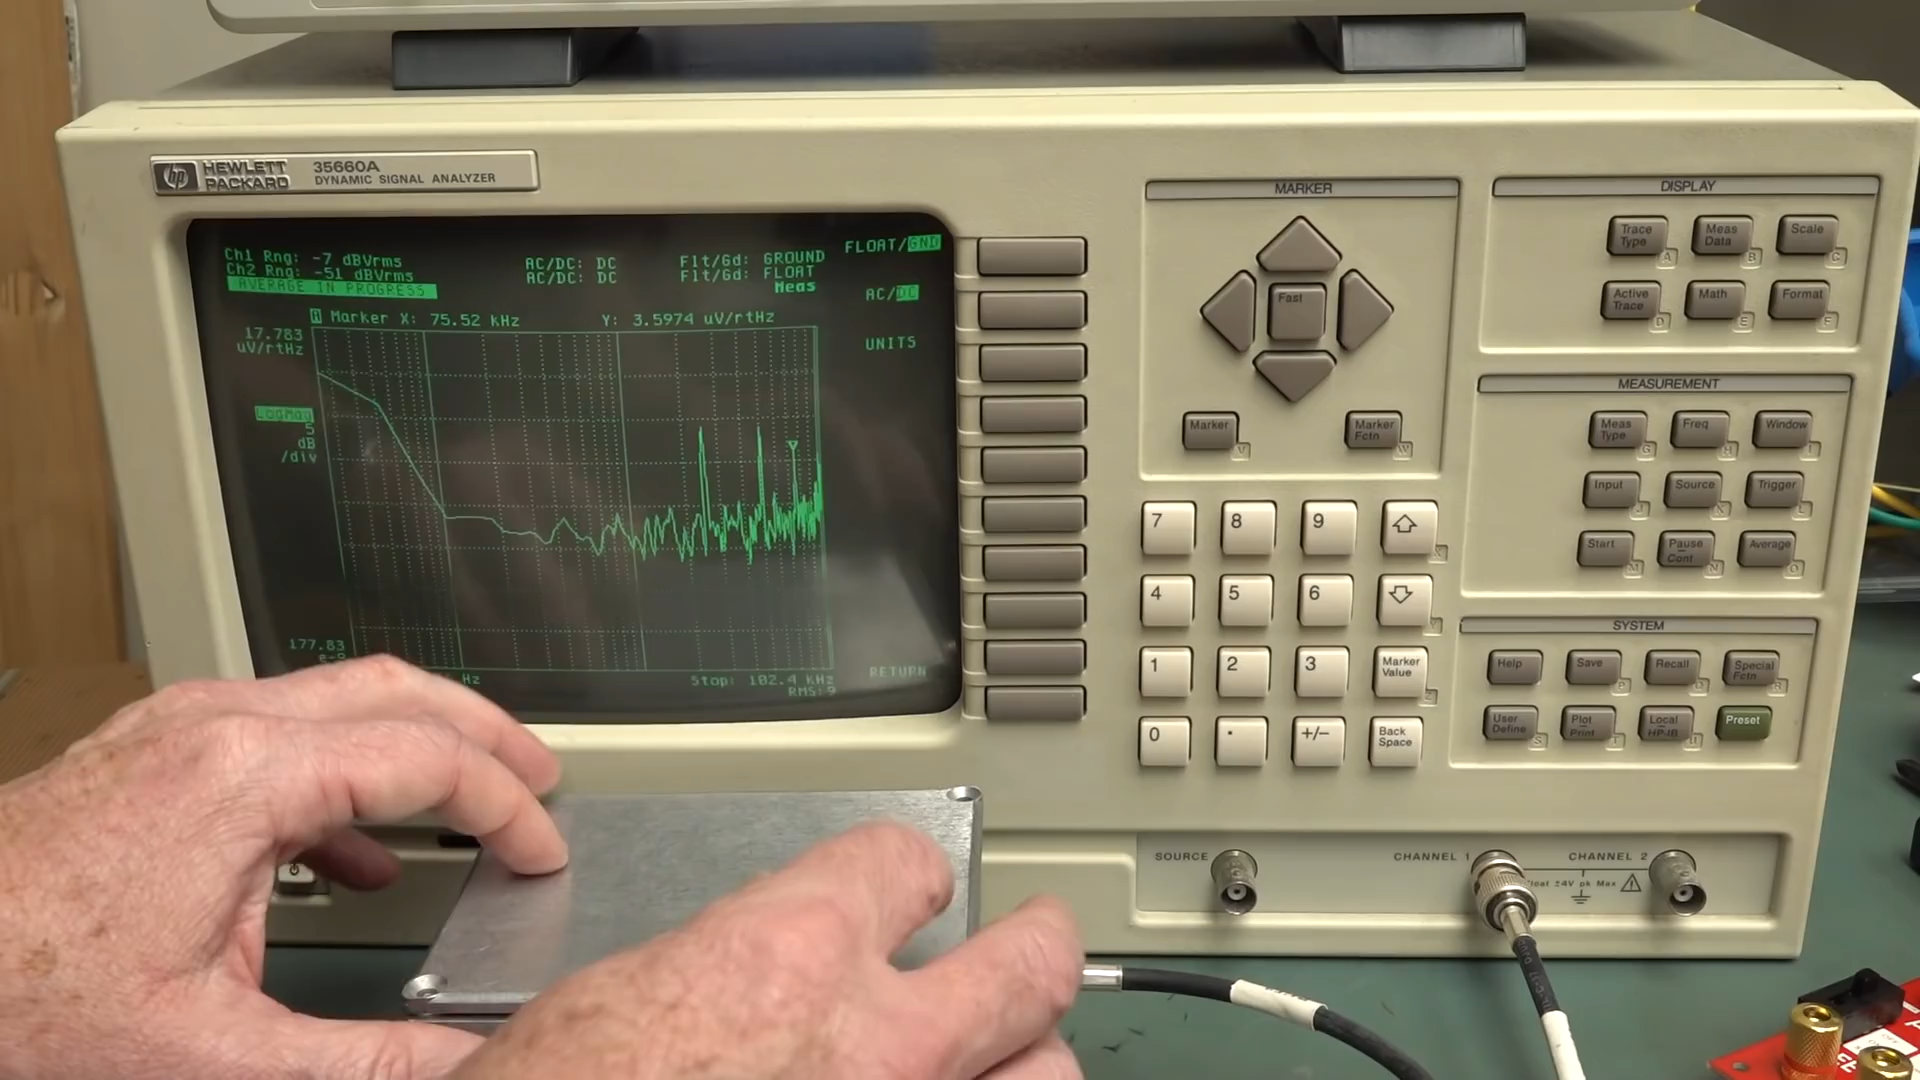 hp HEWLETT PACKARD
35660A
DYNAMIC SIGNAL ANALYZER
Ch1 Rng: -7 dBVrms
Ch2 Rng: -51 dBVrms
AVERAGE IN PROGRESS
AC/DC: DC
AC/DC: DC
Flt/Gd: GROUND
Flt/Gd: FLOAT
Meas
FLOAT/GND
AC/DC
UNITS
RETURN
A Marker X: 75.52 kHz Y: 3.5974 uV/rtHz
17.783
uV/rtHz
LogMag
5
dB
/div
177.83
Hz
Stop: 102.4 kHz
RMS:9
MARKER
Fast
Marker V
Marker Fctn W
7 8 9
4 5 6
1 2 3 Marker Value Z
0 . +/- Back Space
DISPLAY
Trace Type A
Meas Data B
Scale C
Active Trace D
Math E
Format F
MEASUREMENT
Meas Type G
Freq H
Window I
Input J
Source K
Trigger L
Start M
Pause Cont N
Average O
SYSTEM
Help
Save P
Recall Q
Special Fctn R
User Define S
Plot Print T
Local HP-IB U
Preset
SOURCE
CHANNEL 1
CHANNEL 2
Float ±4V pk Max